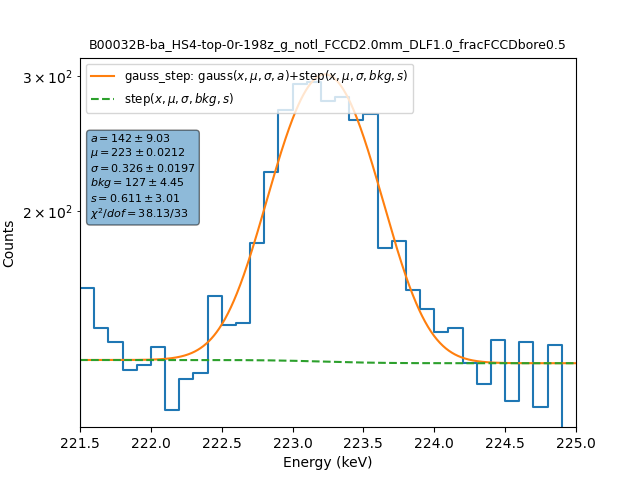 B00032B-ba_HS4-top-0r-198z_g_notl_FCCD2.0mm_DLF1.0_fracFCCDbore0.5
gauss_step: gauss(x, μ, σ, a)+step(x, μ, σ, bkg, s)
step(x, μ, σ, bkg, s)
a = 142 ± 9.03
μ = 223 ± 0.0212
σ = 0.326 ± 0.0197
bkg = 127 ± 4.45
s = 0.611 ± 3.01
χ²/dof = 38.13/33
3 × 10²
2 × 10²
Counts
221.5 222.0 222.5 223.0 223.5 224.0 224.5 225.0
Energy (keV)